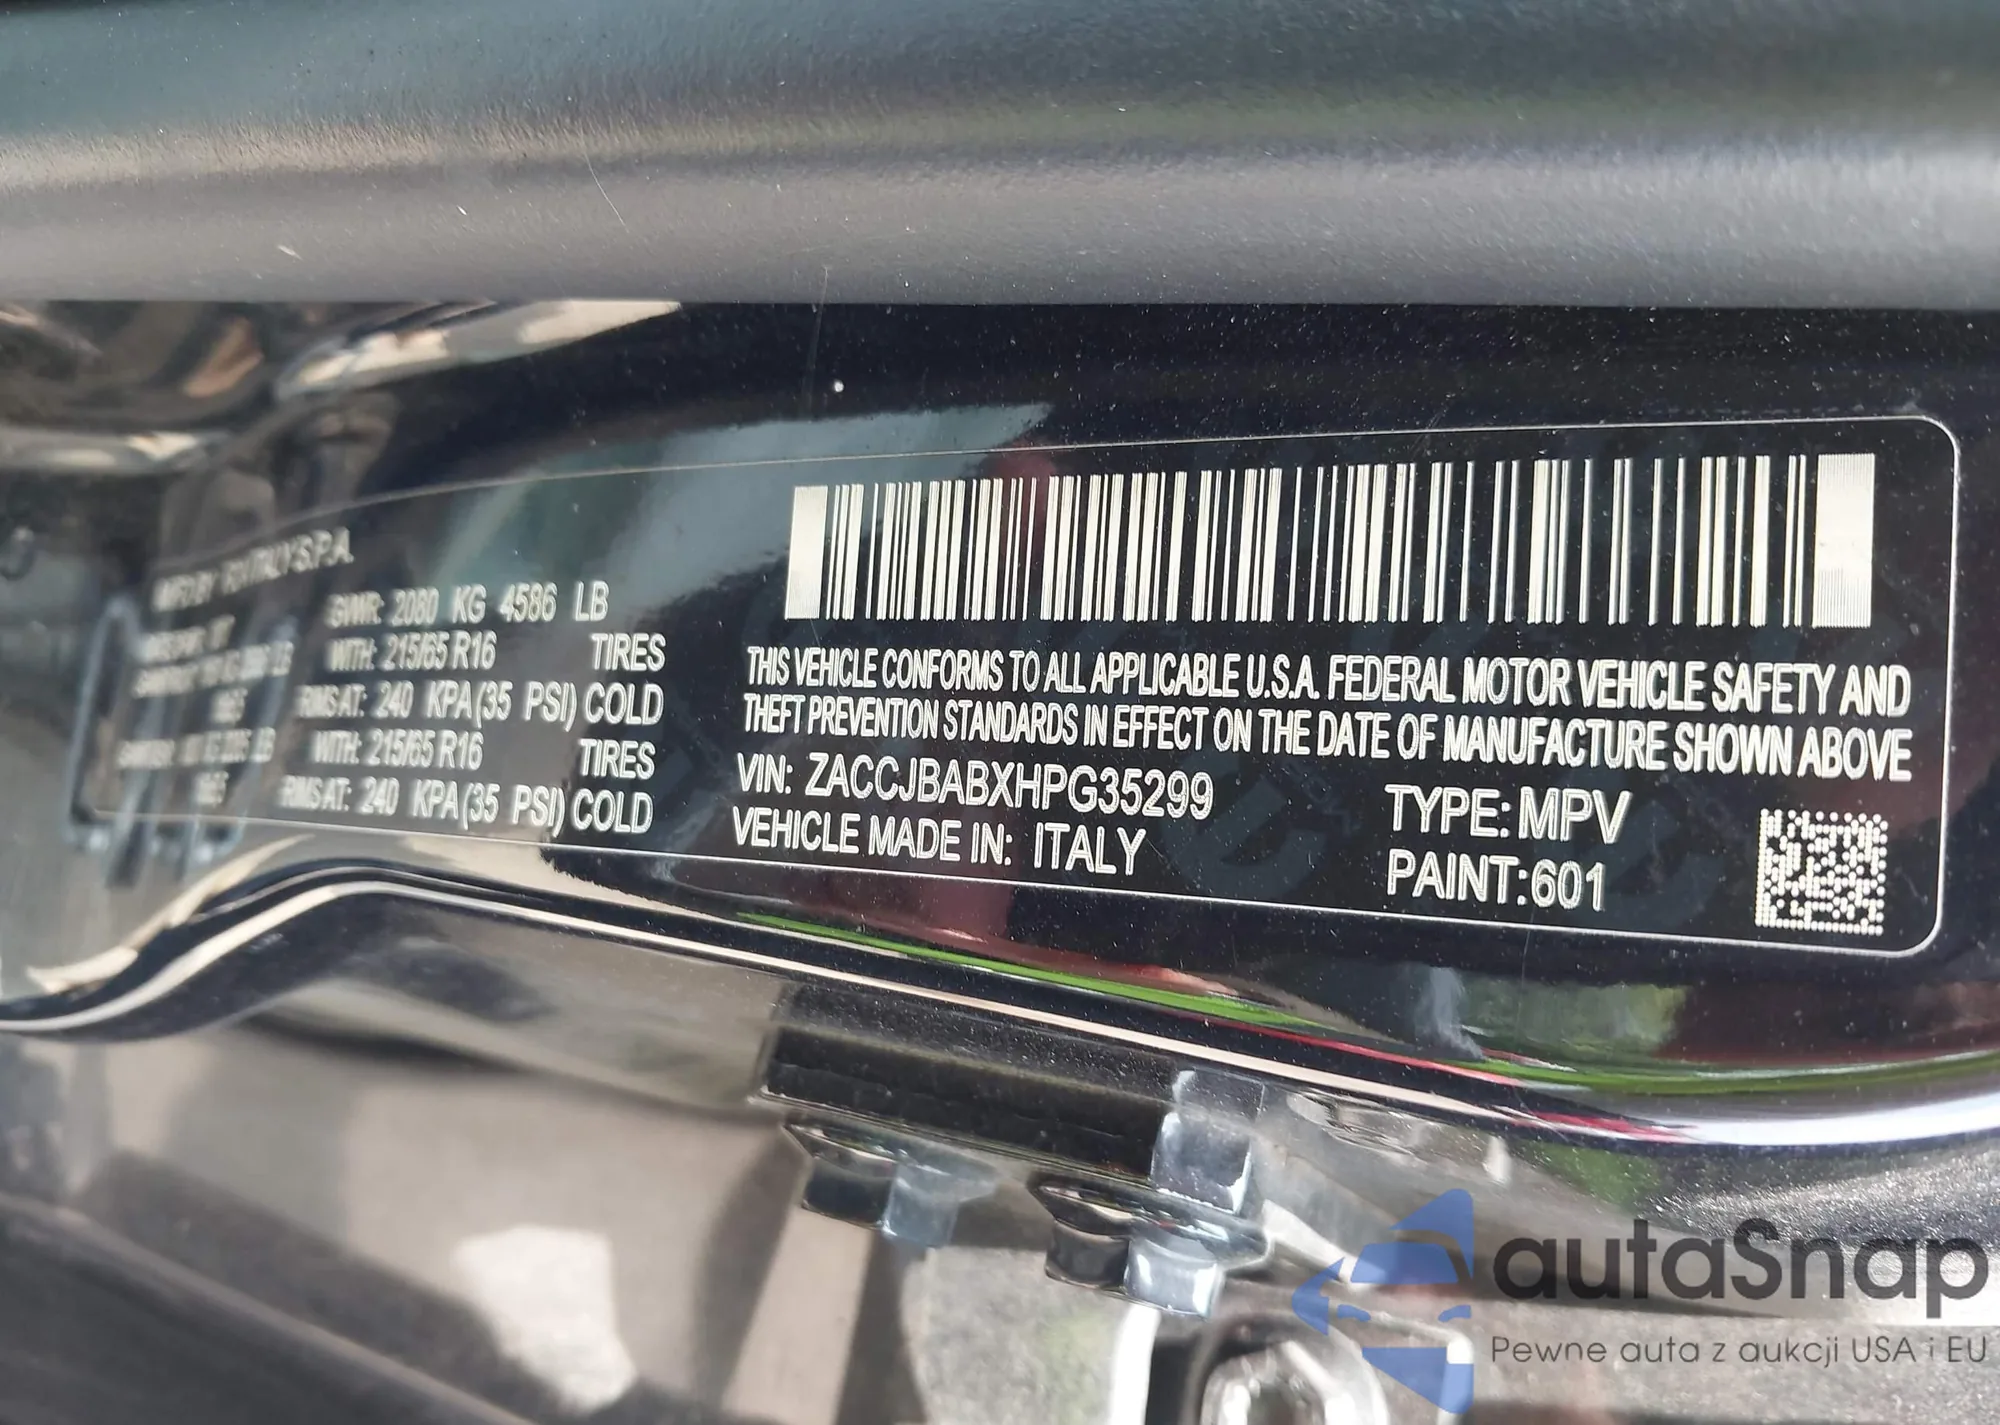 MFD BY S.P.A.
GVWR: 2080 KG 4586 LB
WITH: 215/65 R16 TIRES
RIMS AT: 240 KPA (35 PSI) COLD
WITH: 215/65 R16 TIRES
RIMS AT: 240 KPA (35 PSI) COLD
THIS VEHICLE CONFORMS TO ALL APPLICABLE U.S.A. FEDERAL MOTOR VEHICLE SAFETY AND
THEFT PREVENTION STANDARDS IN EFFECT ON THE DATE OF MANUFACTURE SHOWN ABOVE
VIN: ZACCJBABXHPG35299
VEHICLE MADE IN: ITALY
TYPE: MPV
PAINT: 601
autaSnap
Pewne auta z aukcji USA i EU